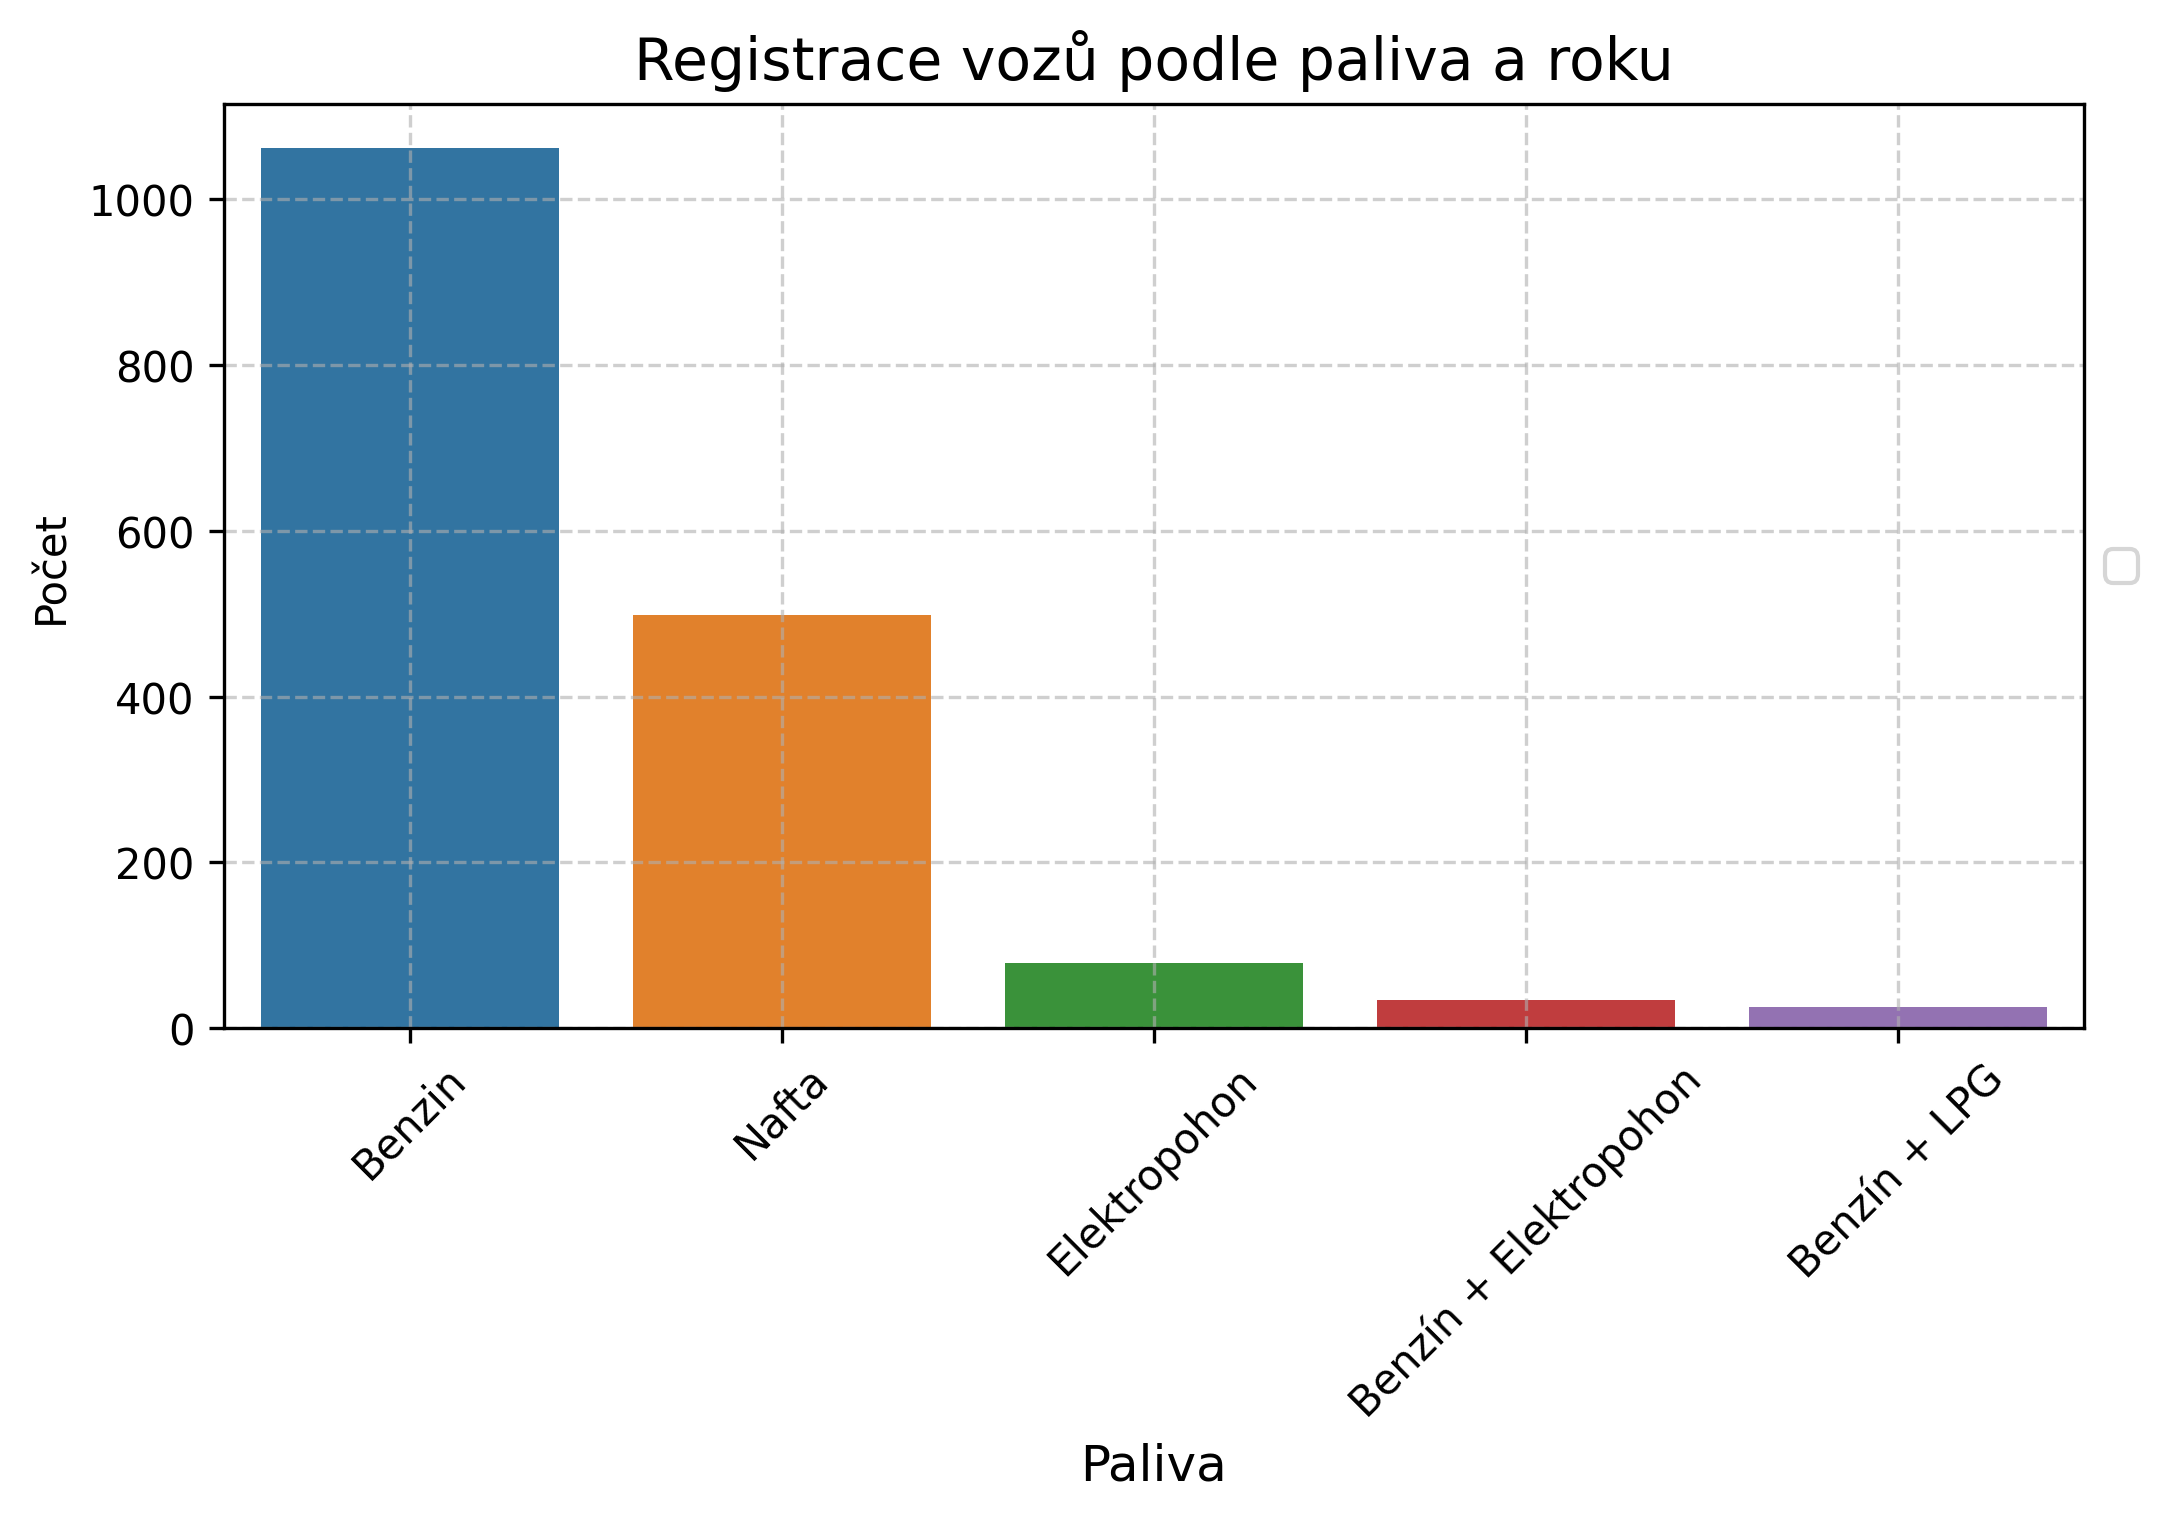 Registrace vozů podle paliva a roku
Počet
1000
800
600
400
200
0
Benzin
Nafta
Elektropohon
Benzín + Elektropohon
Benzín + LPG
Paliva